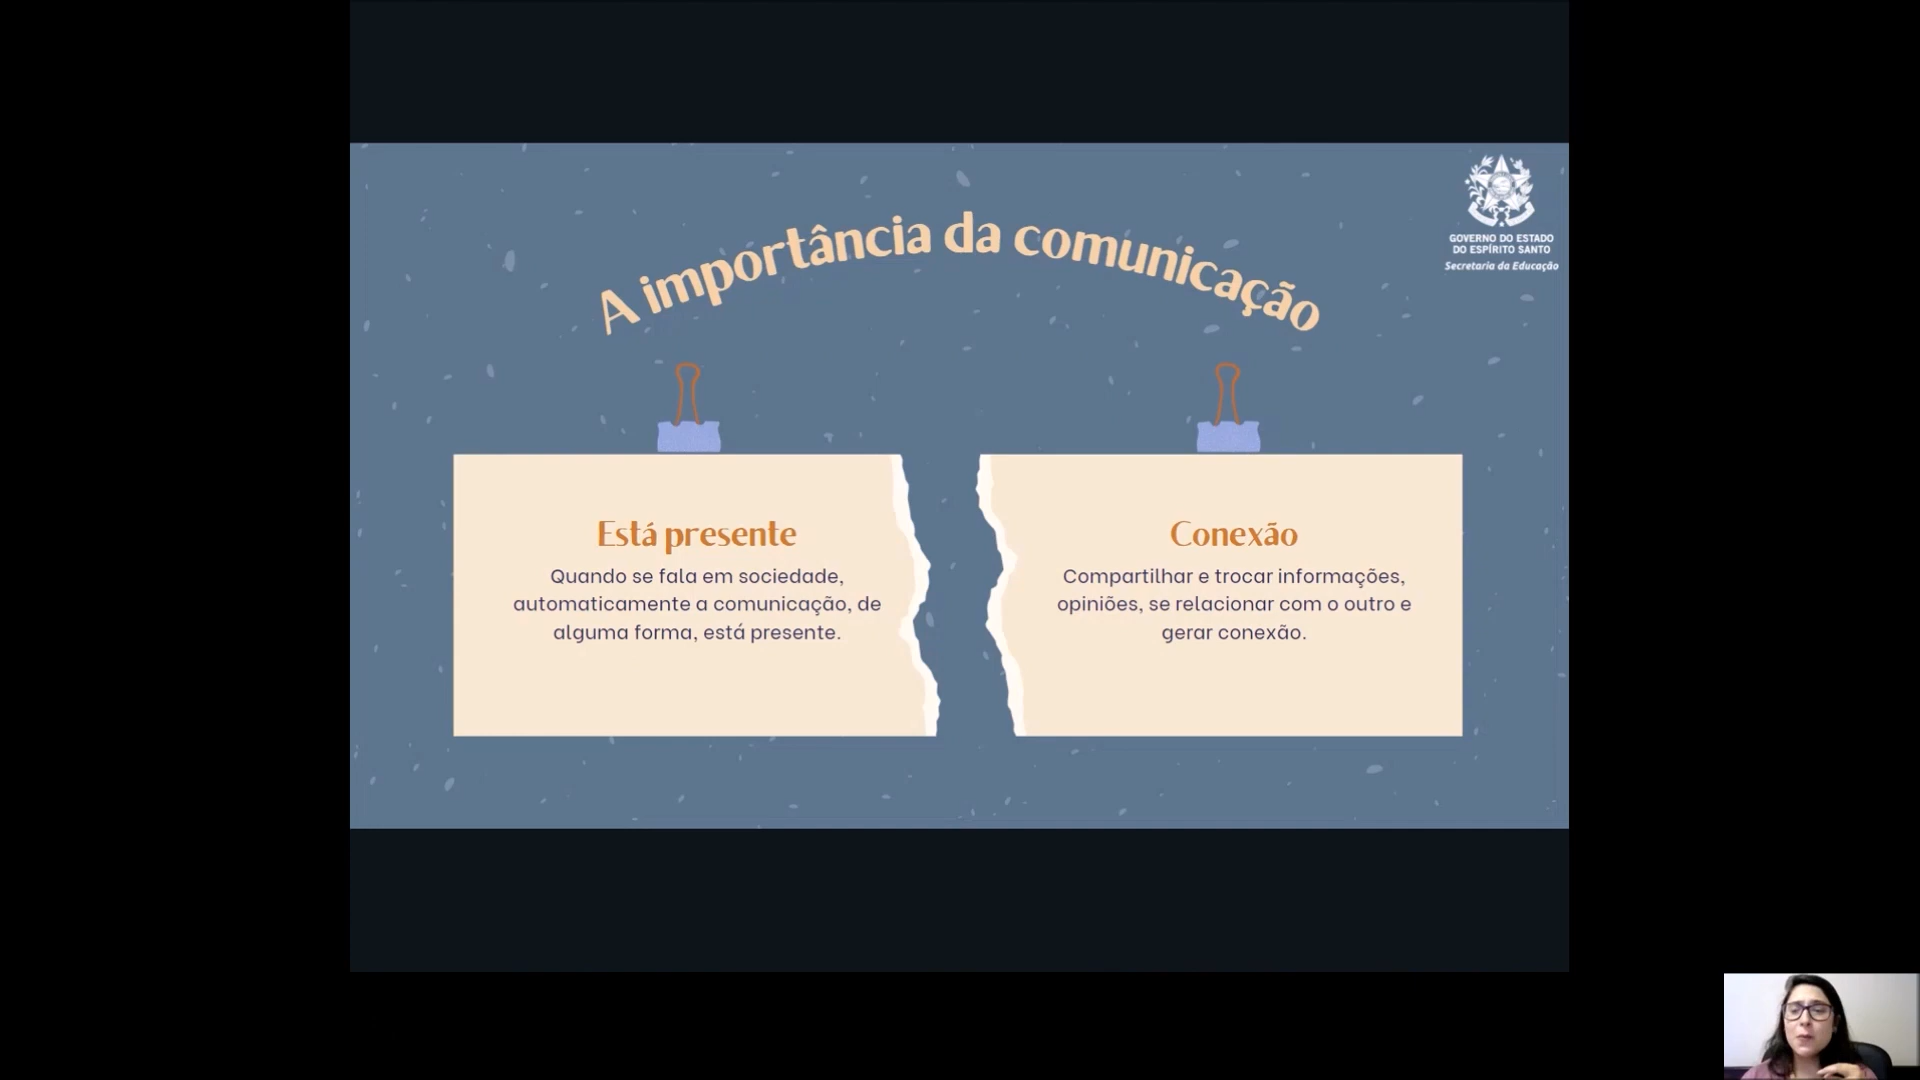 A importância da comunicação
GOVERNO DO ESTADO
DO ESPÍRITO SANTO
Secretaria da Educação
Está presente
Quando se fala em sociedade,
automaticamente a comunicação, de
alguma forma, está presente.
Conexão
Compartilhar e trocar informações,
opiniões, se relacionar com o outro e
gerar conexão.